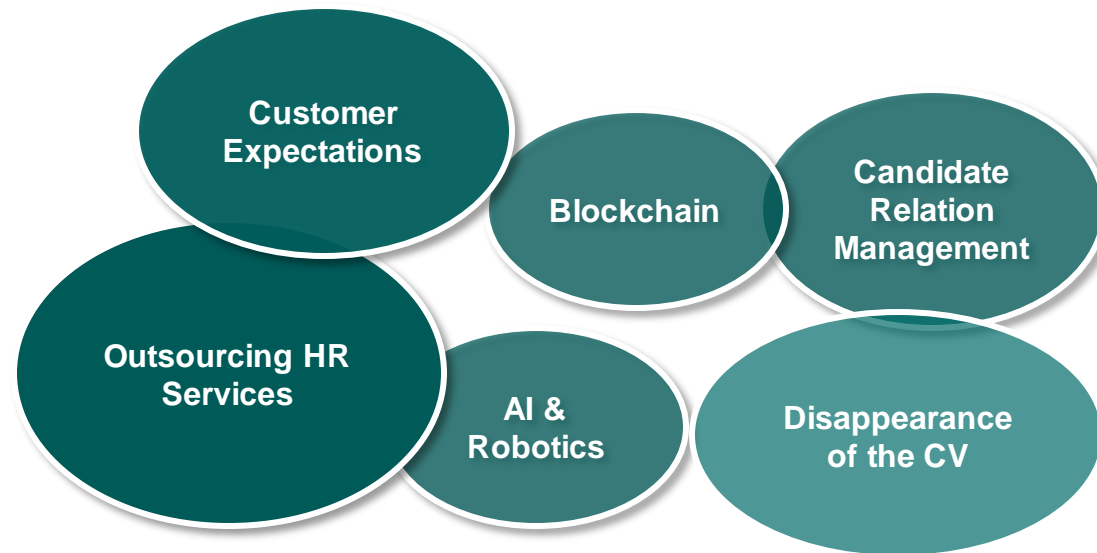 Customer
Expectations
Blockchain
Candidate
Relation
Management
Outsourcing HR
Services
AI &
Robotics
Disappearance
of the CV